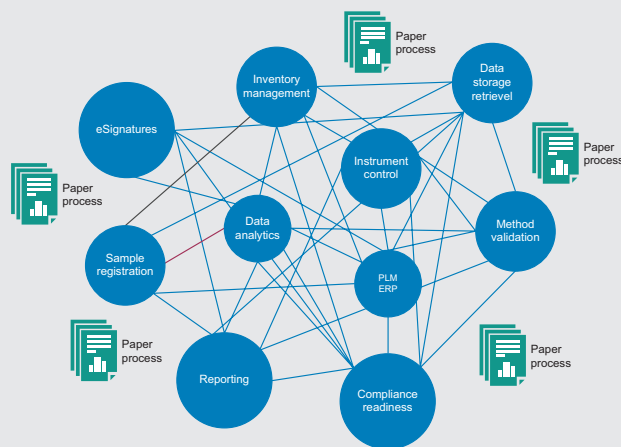 Paper
process
Inventory
management
Data
storage
retrievel
eSignatures
Paper
process
Instrument
control
Paper
process
Data
analytics
Method
validation
Sample
registration
PLM
ERP
Paper
process
Paper
process
Reporting
Compliance
readiness